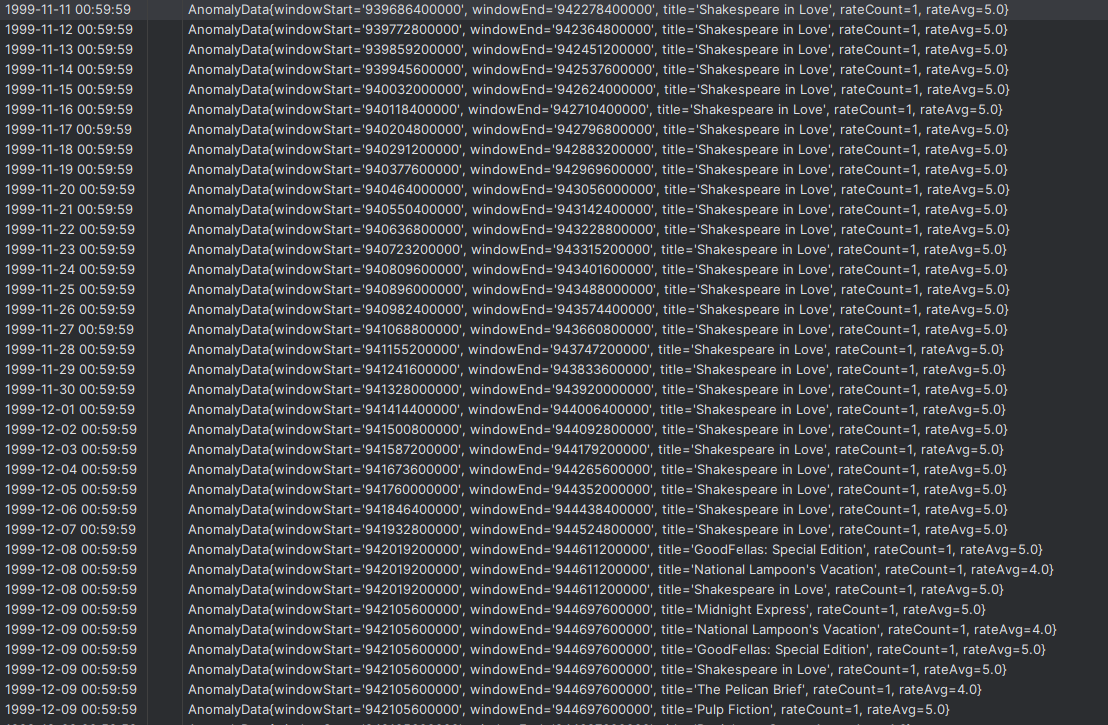 1999-11-11 00:59:59 AnomalyData{windowStart='939686400000', windowEnd='942278400000', title='Shakespeare in Love', rateCount=1, rateAvg=5.0}
1999-11-12 00:59:59 AnomalyData{windowStart='939772800000', windowEnd='942364800000', title='Shakespeare in Love', rateCount=1, rateAvg=5.0}
1999-11-13 00:59:59 AnomalyData{windowStart='939859200000', windowEnd='942451200000', title='Shakespeare in Love', rateCount=1, rateAvg=5.0}
1999-11-14 00:59:59 AnomalyData{windowStart='939945600000', windowEnd='942537600000', title='Shakespeare in Love', rateCount=1, rateAvg=5.0}
1999-11-15 00:59:59 AnomalyData{windowStart='940032000000', windowEnd='942624000000', title='Shakespeare in Love', rateCount=1, rateAvg=5.0}
1999-11-16 00:59:59 AnomalyData{windowStart='940118400000', windowEnd='942710400000', title='Shakespeare in Love', rateCount=1, rateAvg=5.0}
1999-11-17 00:59:59 AnomalyData{windowStart='940204800000', windowEnd='942796800000', title='Shakespeare in Love', rateCount=1, rateAvg=5.0}
1999-11-18 00:59:59 AnomalyData{windowStart='940291200000', windowEnd='942883200000', title='Shakespeare in Love', rateCount=1, rateAvg=5.0}
1999-11-19 00:59:59 AnomalyData{windowStart='940377600000', windowEnd='942969600000', title='Shakespeare in Love', rateCount=1, rateAvg=5.0}
1999-11-20 00:59:59 AnomalyData{windowStart='940464000000', windowEnd='943056000000', title='Shakespeare in Love', rateCount=1, rateAvg=5.0}
1999-11-21 00:59:59 AnomalyData{windowStart='940550400000', windowEnd='943142400000', title='Shakespeare in Love', rateCount=1, rateAvg=5.0}
1999-11-22 00:59:59 AnomalyData{windowStart='940636800000', windowEnd='943228800000', title='Shakespeare in Love', rateCount=1, rateAvg=5.0}
1999-11-23 00:59:59 AnomalyData{windowStart='940723200000', windowEnd='943315200000', title='Shakespeare in Love', rateCount=1, rateAvg=5.0}
1999-11-24 00:59:59 AnomalyData{windowStart='940809600000', windowEnd='943401600000', title='Shakespeare in Love', rateCount=1, rateAvg=5.0}
1999-11-25 00:59:59 AnomalyData{windowStart='940896000000', windowEnd='943488000000', title='Shakespeare in Love', rateCount=1, rateAvg=5.0}
1999-11-26 00:59:59 AnomalyData{windowStart='940982400000', windowEnd='943574400000', title='Shakespeare in Love', rateCount=1, rateAvg=5.0}
1999-11-27 00:59:59 AnomalyData{windowStart='941068800000', windowEnd='943660800000', title='Shakespeare in Love', rateCount=1, rateAvg=5.0}
1999-11-28 00:59:59 AnomalyData{windowStart='941155200000', windowEnd='943747200000', title='Shakespeare in Love', rateCount=1, rateAvg=5.0}
1999-11-29 00:59:59 AnomalyData{windowStart='941241600000', windowEnd='943833600000', title='Shakespeare in Love', rateCount=1, rateAvg=5.0}
1999-11-30 00:59:59 AnomalyData{windowStart='941328000000', windowEnd='943920000000', title='Shakespeare in Love', rateCount=1, rateAvg=5.0}
1999-12-01 00:59:59 AnomalyData{windowStart='941414400000', windowEnd='944006400000', title='Shakespeare in Love', rateCount=1, rateAvg=5.0}
1999-12-02 00:59:59 AnomalyData{windowStart='941500800000', windowEnd='944092800000', title='Shakespeare in Love', rateCount=1, rateAvg=5.0}
1999-12-03 00:59:59 AnomalyData{windowStart='941587200000', windowEnd='944179200000', title='Shakespeare in Love', rateCount=1, rateAvg=5.0}
1999-12-04 00:59:59 AnomalyData{windowStart='941673600000', windowEnd='944265600000', title='Shakespeare in Love', rateCount=1, rateAvg=5.0}
1999-12-05 00:59:59 AnomalyData{windowStart='941760000000', windowEnd='944352000000', title='Shakespeare in Love', rateCount=1, rateAvg=5.0}
1999-12-06 00:59:59 AnomalyData{windowStart='941846400000', windowEnd='944438400000', title='Shakespeare in Love', rateCount=1, rateAvg=5.0}
1999-12-07 00:59:59 AnomalyData{windowStart='941932800000', windowEnd='944524800000', title='Shakespeare in Love', rateCount=1, rateAvg=5.0}
1999-12-08 00:59:59 AnomalyData{windowStart='942019200000', windowEnd='944611200000', title='GoodFellas: Special Edition', rateCount=1, rateAvg=5.0}
1999-12-08 00:59:59 AnomalyData{windowStart='942019200000', windowEnd='944611200000', title='National Lampoon's Vacation', rateCount=1, rateAvg=4.0}
1999-12-08 00:59:59 AnomalyData{windowStart='942019200000', windowEnd='944611200000', title='Shakespeare in Love', rateCount=1, rateAvg=5.0}
1999-12-09 00:59:59 AnomalyData{windowStart='942105600000', windowEnd='944697600000', title='Midnight Express', rateCount=1, rateAvg=5.0}
1999-12-09 00:59:59 AnomalyData{windowStart='942105600000', windowEnd='944697600000', title='National Lampoon's Vacation', rateCount=1, rateAvg=4.0}
1999-12-09 00:59:59 AnomalyData{windowStart='942105600000', windowEnd='944697600000', title='GoodFellas: Special Edition', rateCount=1, rateAvg=5.0}
1999-12-09 00:59:59 AnomalyData{windowStart='942105600000', windowEnd='944697600000', title='Shakespeare in Love', rateCount=1, rateAvg=5.0}
1999-12-09 00:59:59 AnomalyData{windowStart='942105600000', windowEnd='944697600000', title='The Pelican Brief', rateCount=1, rateAvg=4.0}
1999-12-09 00:59:59 AnomalyData{windowStart='942105600000', windowEnd='944697600000', title='Pulp Fiction', rateCount=1, rateAvg=5.0}